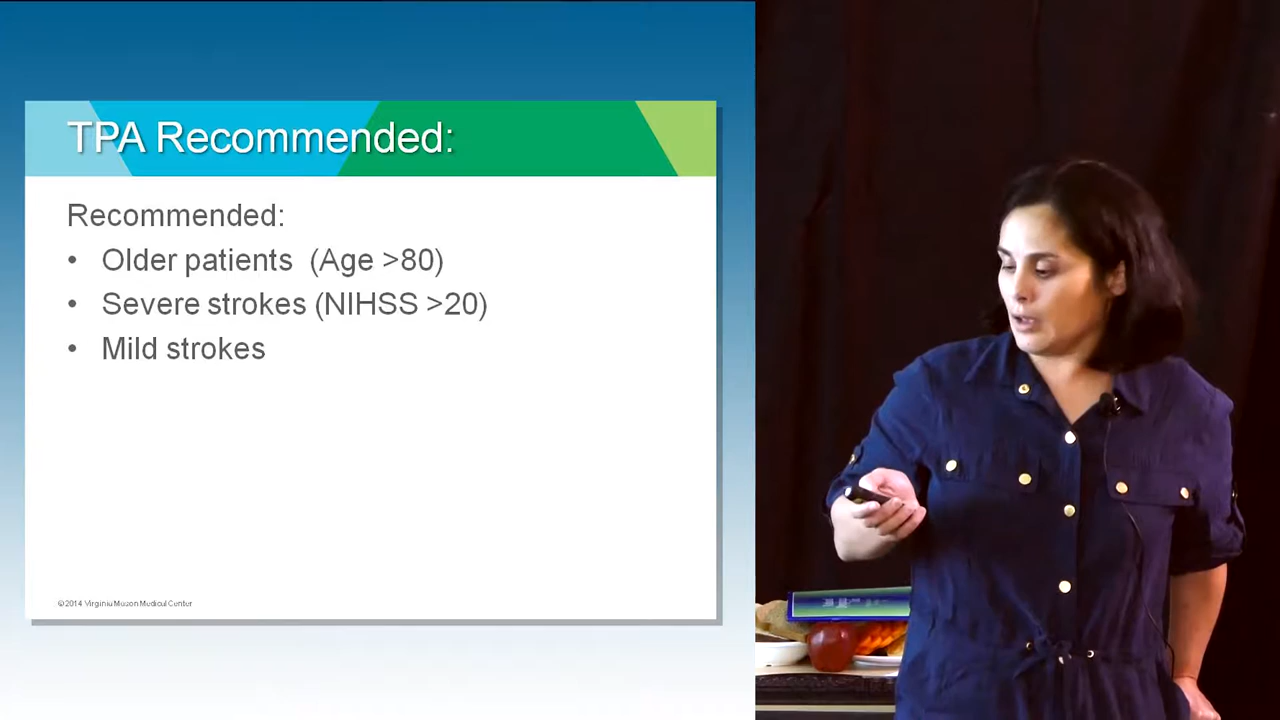 TPA Recommended:
Recommended:
• Older patients (Age >80)
• Severe strokes (NIHSS >20)
• Mild strokes
©2014 Virginia Mason Medical Center